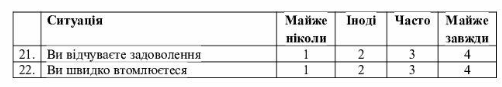 Ситуація Майже ніколи Іноді Часто Майже завжди
21. Ви відчуваєте задоволення 1 2 3 4
22. Ви швидко втомлюєтеся 1 2 3 4